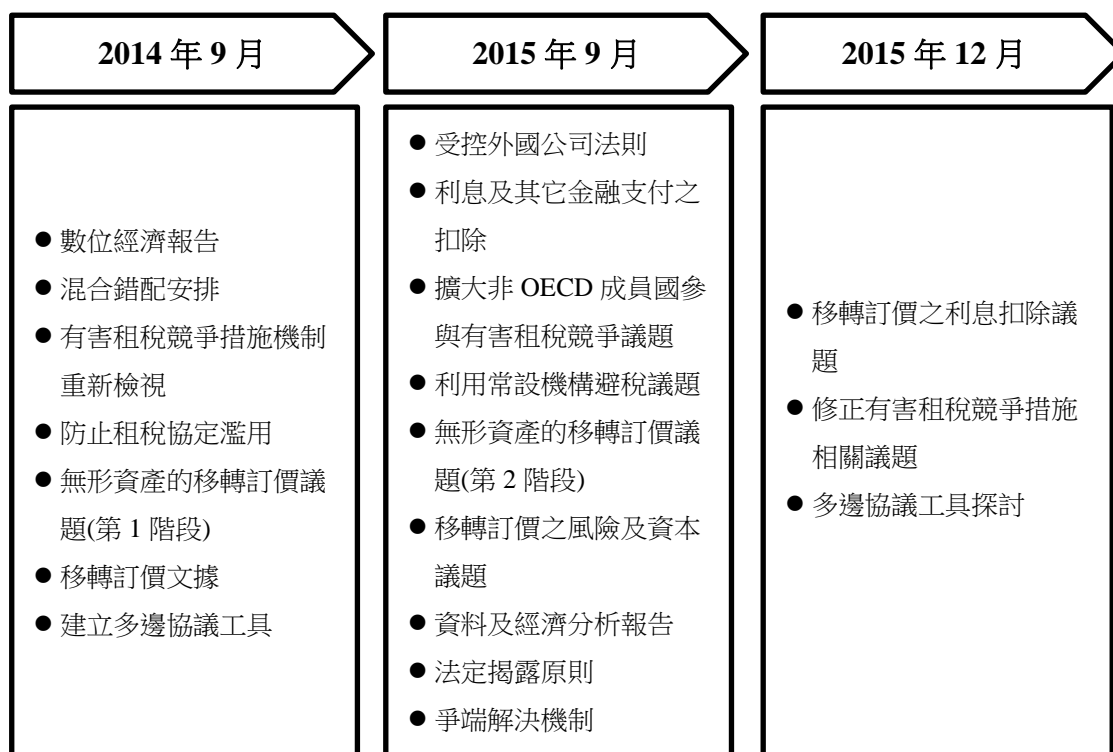 2014 年 9 月
2015 年 9 月
2015 年 12 月
● 數位經濟報告
● 混合錯配安排
● 有害租稅競爭措施機制
重新檢視
● 防止租稅協定濫用
● 無形資產的移轉訂價議
題(第 1 階段)
● 移轉訂價文據
● 建立多邊協議工具
● 受控外國公司法則
● 利息及其它金融支付之
扣除
● 擴大非 OECD 成員國參
與有害租稅競爭議題
● 利用常設機構避稅議題
● 無形資產的移轉訂價議
題(第 2 階段)
● 移轉訂價之風險及資本
議題
● 資料及經濟分析報告
● 法定揭露原則
● 爭端解決機制
● 移轉訂價之利息扣除議
題
● 修正有害租稅競爭措施
相關議題
● 多邊協議工具探討